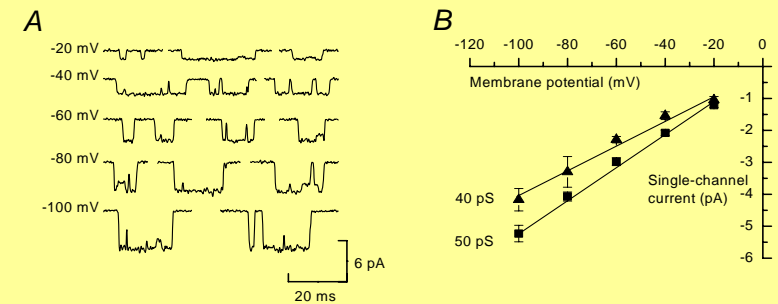 A
-20 mV
-40 mV
-60 mV
-80 mV
-100 mV
6 pA
20 ms
B
-120 -100 -80 -60 -40 -20 0
Membrane potential (mV)
-1
-2
-3
-4
-5
-6
Single-channel
current (pA)
40 pS
50 pS